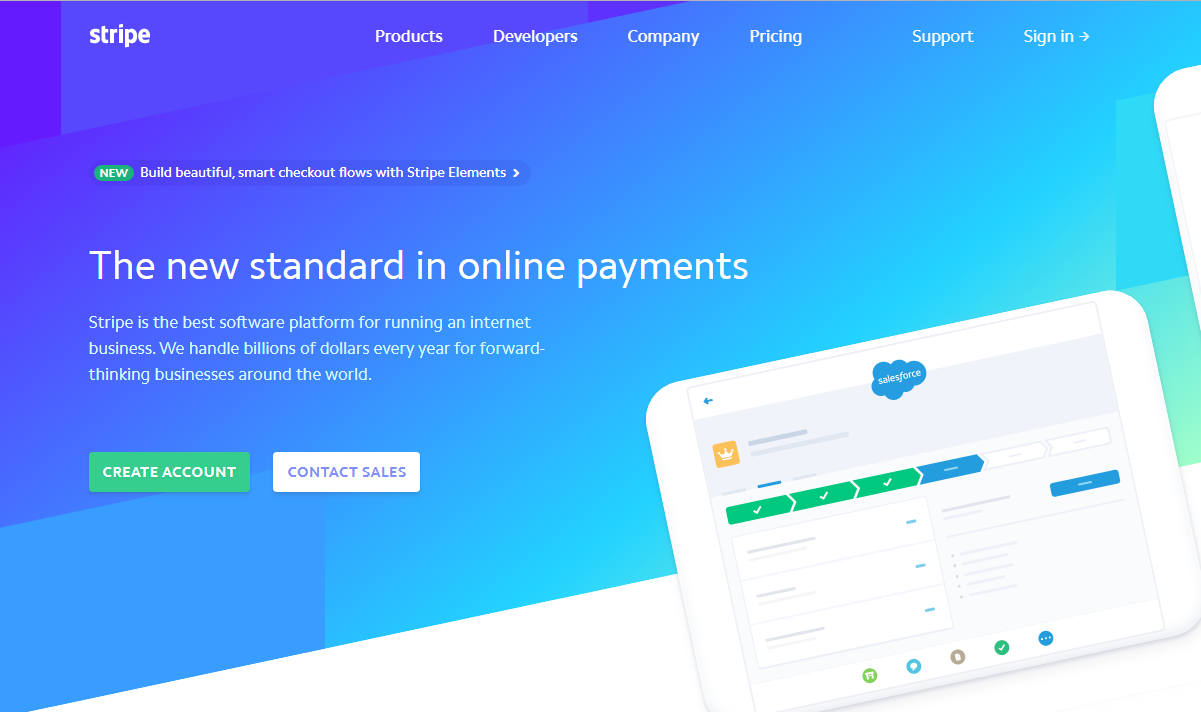 stripe
Products Developers Company Pricing Support Sign in →
NEW Build beautiful, smart checkout flows with Stripe Elements >
The new standard in online payments
Stripe is the best software platform for running an internet
business. We handle billions of dollars every year for forward-
thinking businesses around the world.
CREATE ACCOUNT CONTACT SALES
salesforce